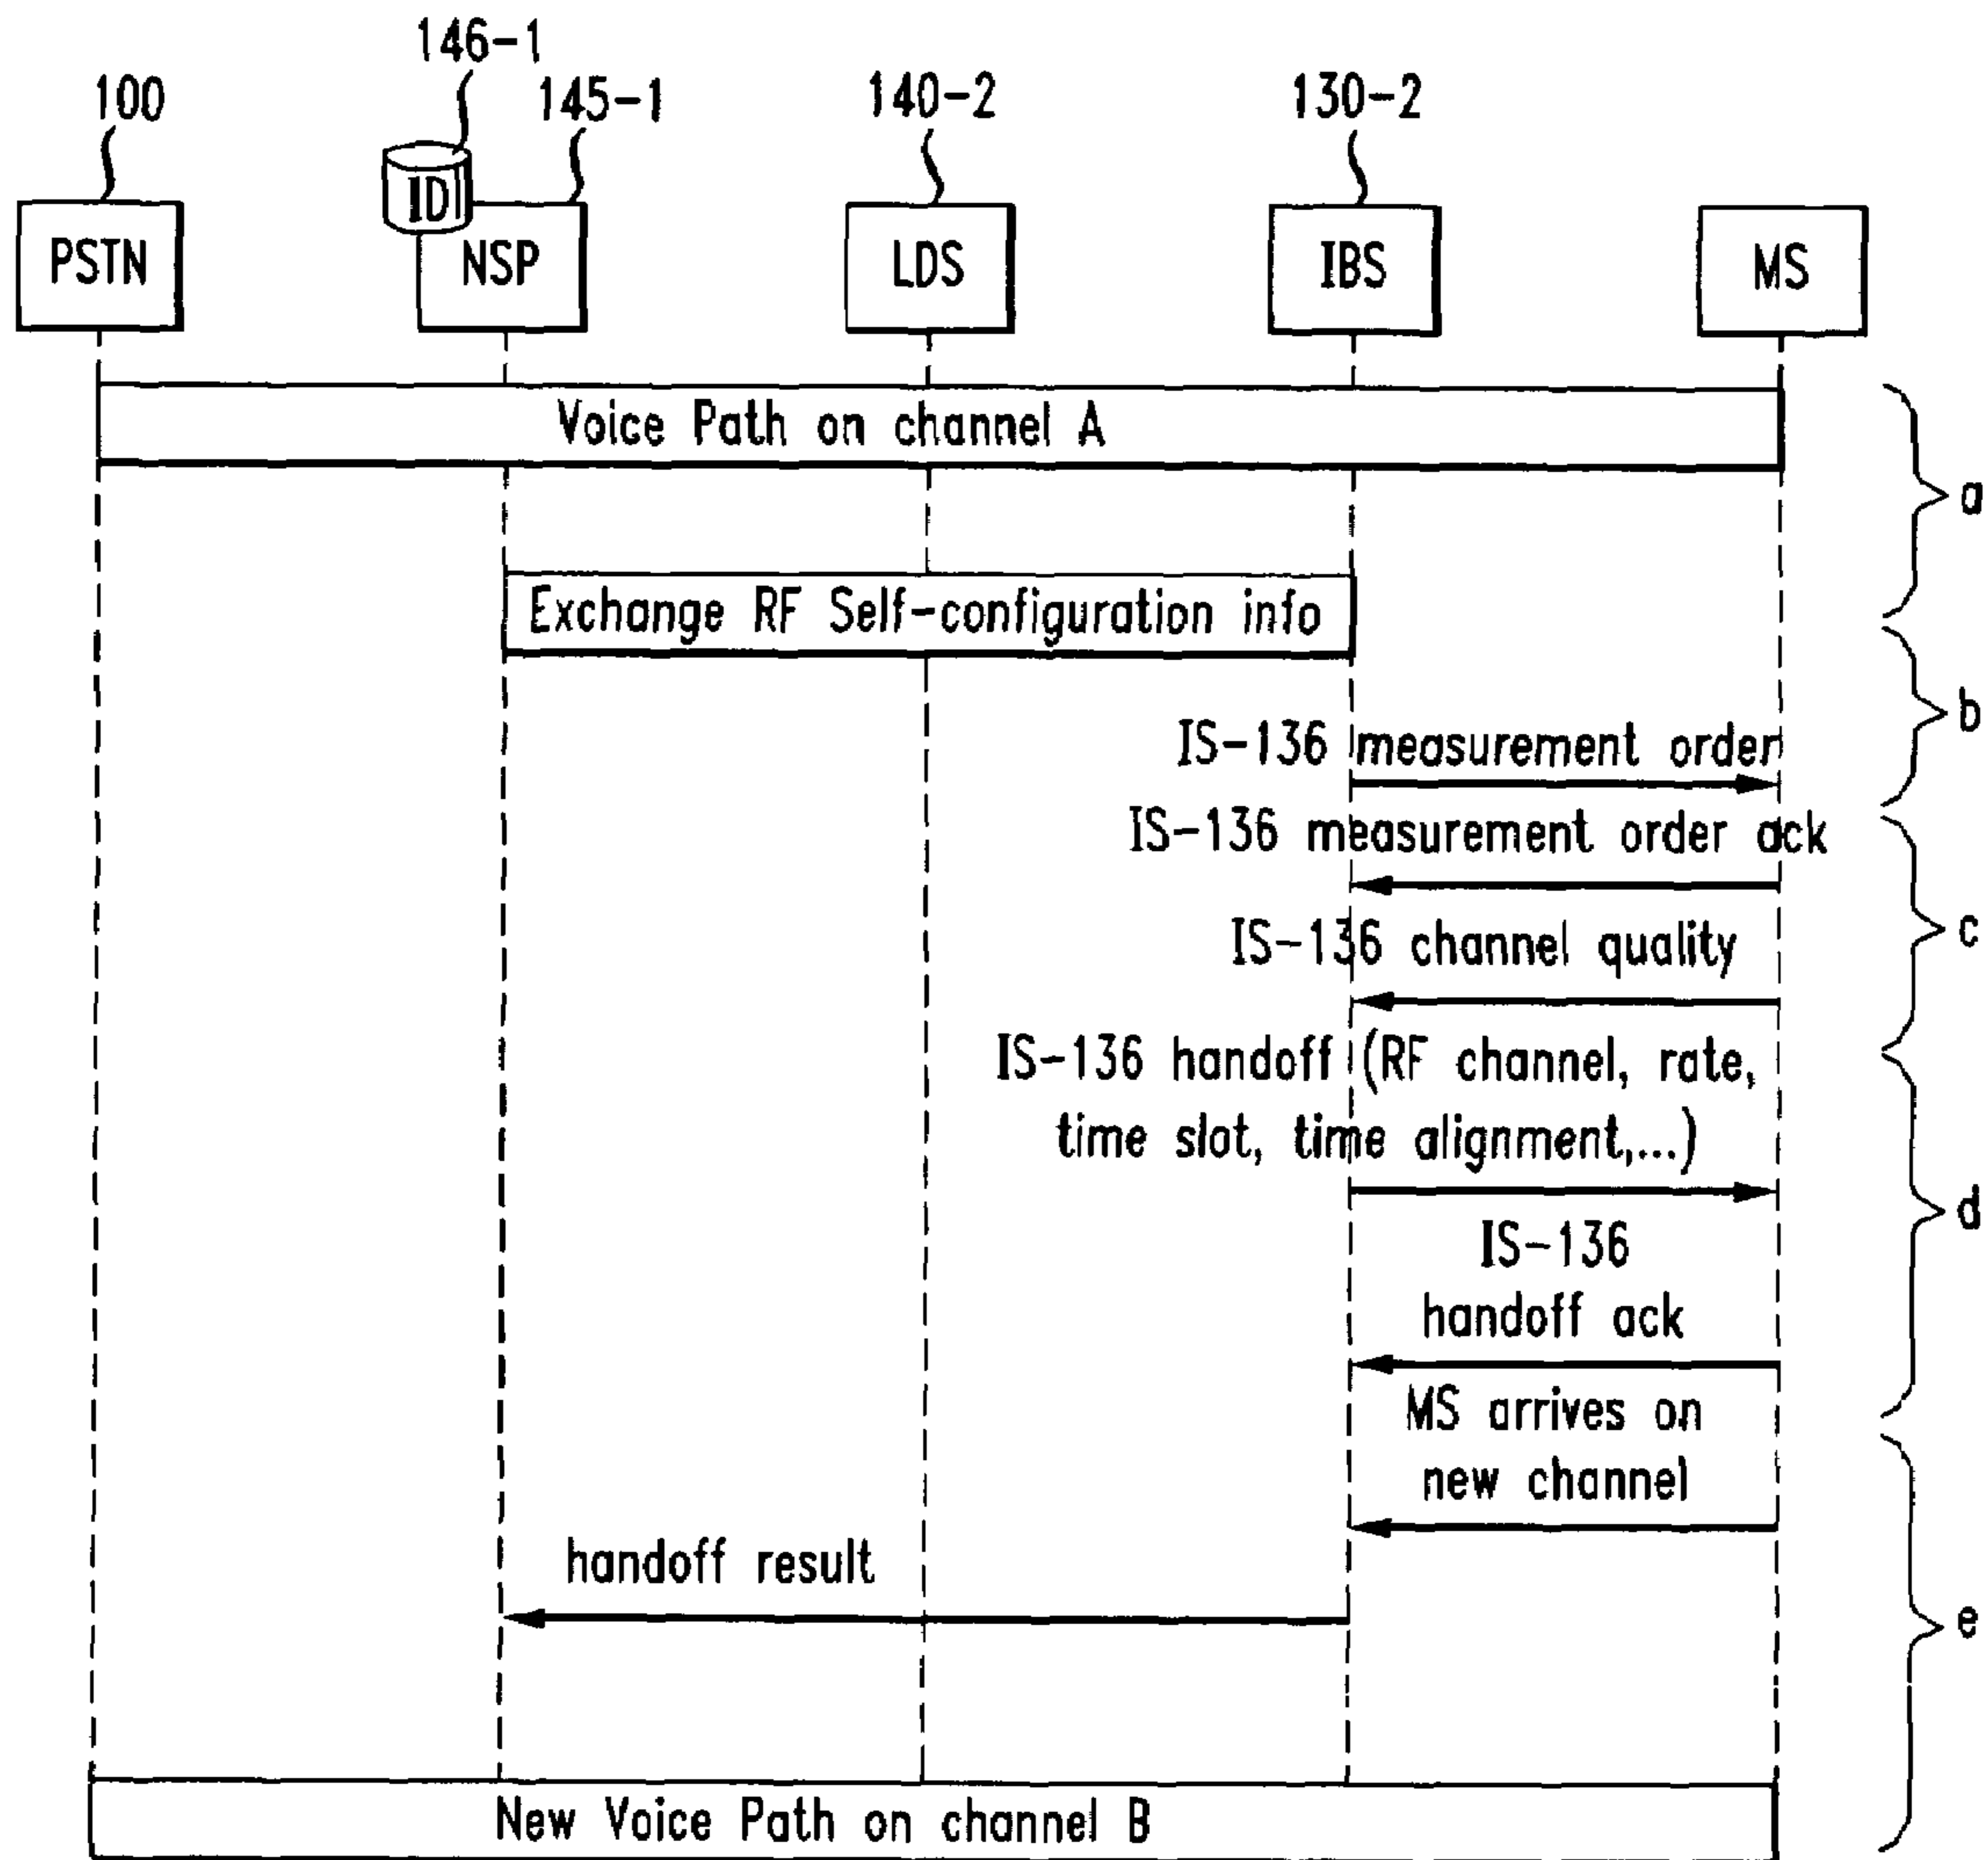 146-1
100
145-1
140-2
130-2
ID
PSTN
NSP
LDS
IBS
MS
Voice Path on channel A
a
Exchange RF Self-configuration info
b
IS-136 measurement order
IS-136 measurement order ack
c
IS-136 channel quality
IS-136 handoff (RF channel, rate,
time slot, time alignment,...)
d
IS-136
handoff ack
MS arrives on
new channel
handoff result
e
New Voice Path on channel B